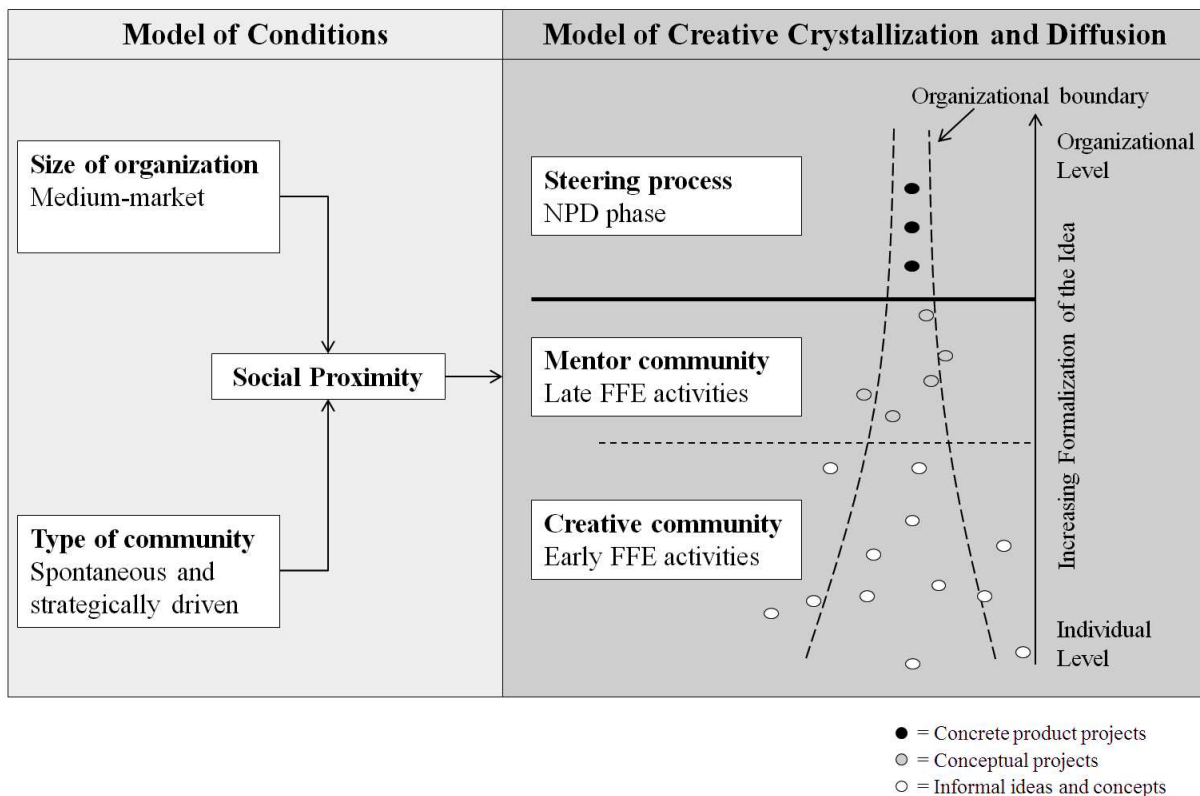 Model of Conditions
Model of Creative Crystallization and Diffusion
Size of organization
Medium-market
Social Proximity
Type of community
Spontaneous and
strategically driven
Organizational boundary
Steering process
NPD phase
Mentor community
Late FFE activities
Creative community
Early FFE activities
Organizational
Level
Increasing Formalization of the Idea
Individual
Level
= Concrete product projects
= Conceptual projects
= Informal ideas and concepts